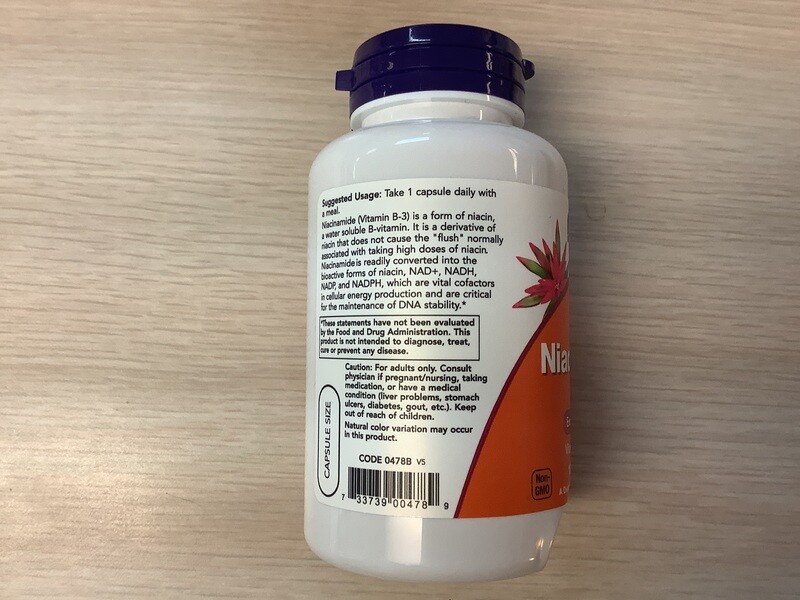 Suggested Usage: Take 1 capsule daily with
a meal.
Niacinamide (Vitamin B-3) is a form of niacin,
a water soluble B-vitamin. It is a derivative of
niacin that does not cause the "flush" normally
associated with taking high doses of niacin.
Niacinamide is readily converted into the
bioactive forms of niacin, NAD+, NADH,
NADP, and NADPH, which are vital cofactors
in cellular energy production and are critical
for the maintenance of DNA stability.*
*These statements have not been evaluated
by the Food and Drug Administration. This
product is not intended to diagnose, treat,
cure or prevent any disease.
Caution: For adults only. Consult
physician if pregnant/nursing, taking
medication, or have a medical
condition (liver problems, stomach
ulcers, diabetes, gout, etc.). Keep
out of reach of children.
Natural color variation may occur
in this product.
CAPSULE SIZE
CODE 0478B V5
7 33739 00478 9
Niac
Non-
GMO